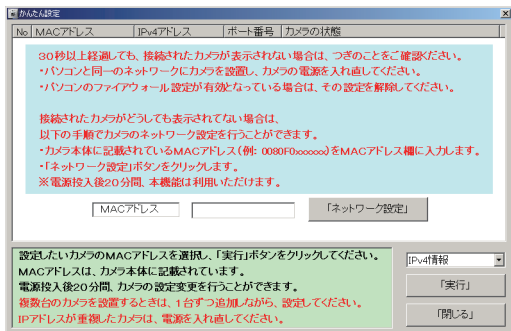 かんたん設定
No MACアドレス IPv4アドレス ポート番号 カメラの状態
30秒以上経過しても、接続されたカメラが表示されない場合は、つぎのことをご確認ください。
・パソコンと同一のネットワークにカメラを設置し、カメラの電源を入れ直してください。
・パソコンのファイアウォール設定が有効となっている場合は、その設定を解除してください。
接続されたカメラがどうしても表示されてない場合は、
以下の手順でカメラのネットワーク設定を行うことができます。
・カメラ本体に記載されているMACアドレス(例: 0080F0xxxxxx)をMACアドレス欄に入力します。
・「ネットワーク設定」ボタンをクリックします。
※電源投入後20分間、本機能は利用いただけます。
MACアドレス 「ネットワーク設定」
設定したいカメラのMACアドレスを選択し、「実行」ボタンをクリックしてください。
MACアドレスは、カメラ本体に記載されています。
電源投入後20分間、カメラの設定変更を行うことができます。
複数台のカメラを設置するときは、1台ずつ追加しながら、設定してください。
IPアドレスが重複したカメラは、電源を入れ直してください。
IPv4情報
「実行」
「閉じる」